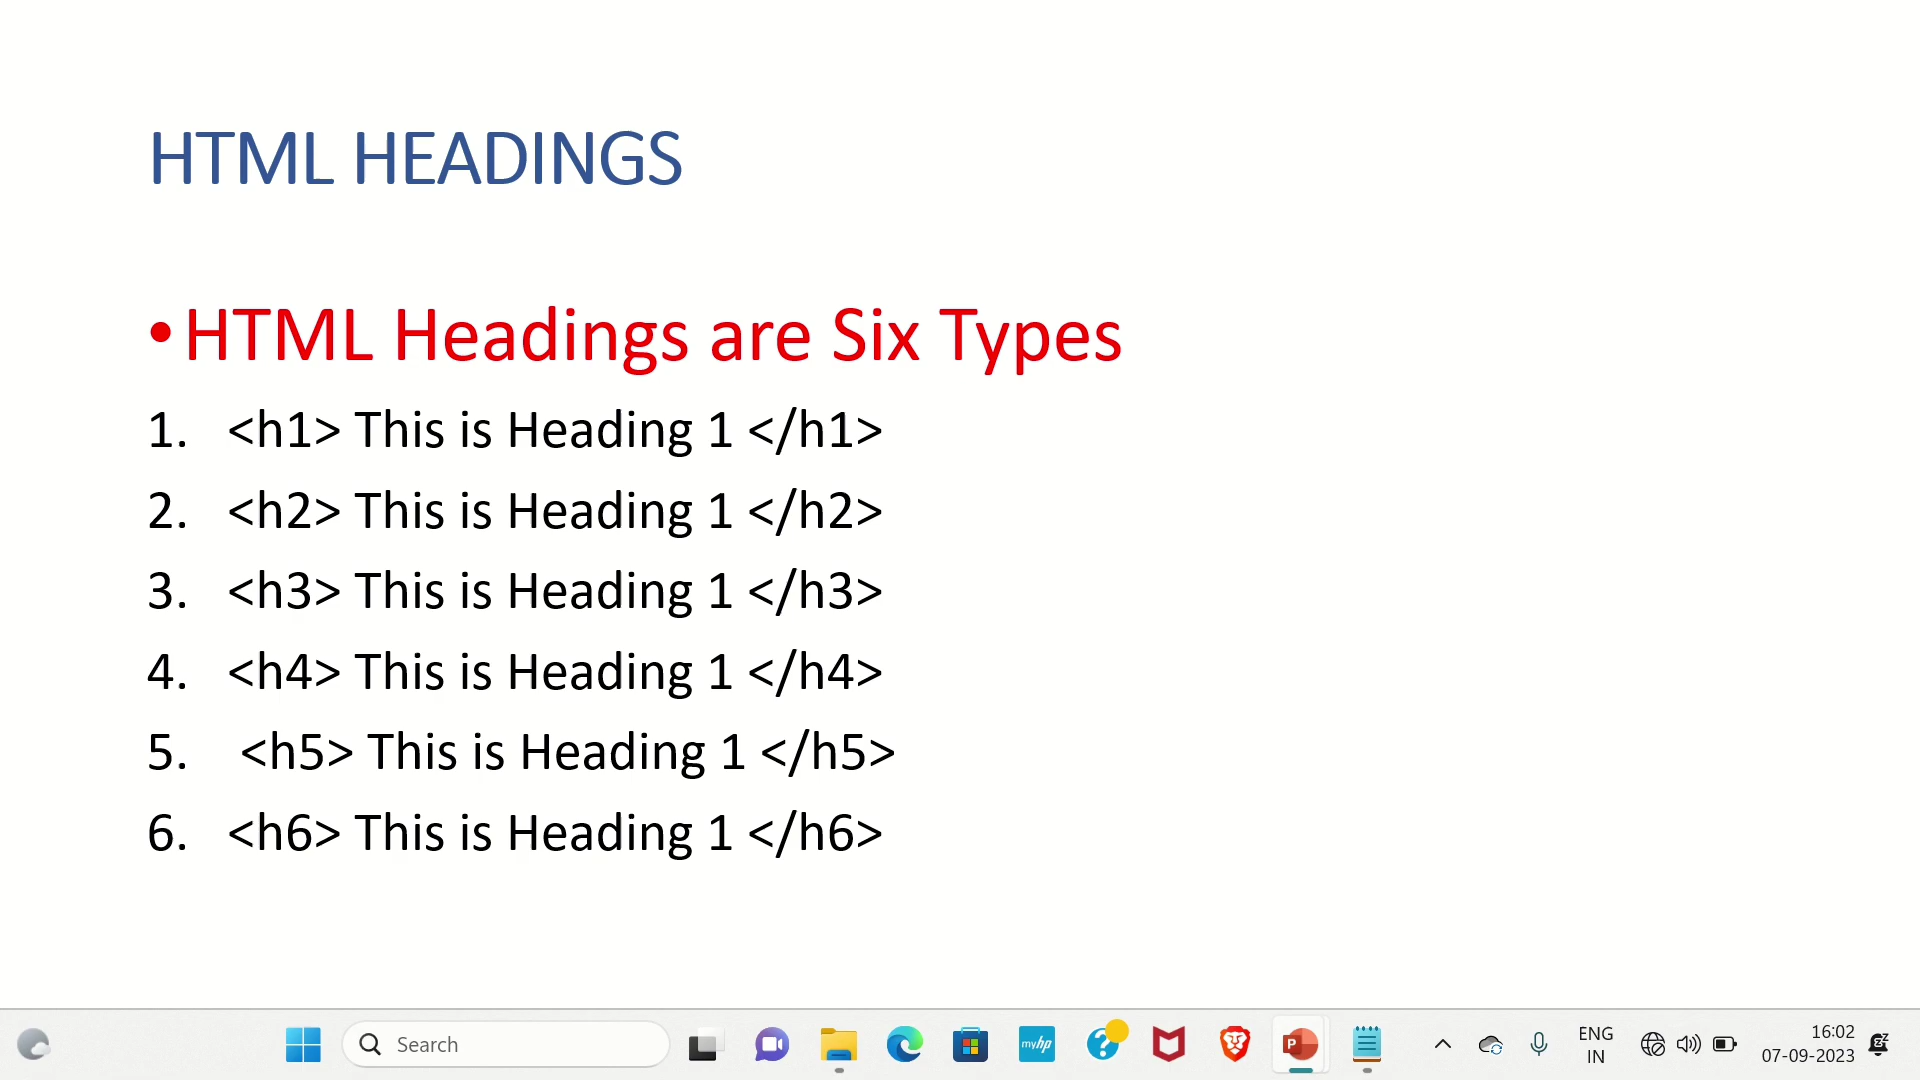 HTML HEADINGS
•HTML Headings are Six Types
1. <h1> This is Heading 1 </h1>
2. <h2> This is Heading 1 </h2>
3. <h3> This is Heading 1 </h3>
4. <h4> This is Heading 1 </h4>
5. <h5> This is Heading 1 </h5>
6. <h6> This is Heading 1 </h6>
Search
myhp
P
ENG
IN
16:02
07-09-2023